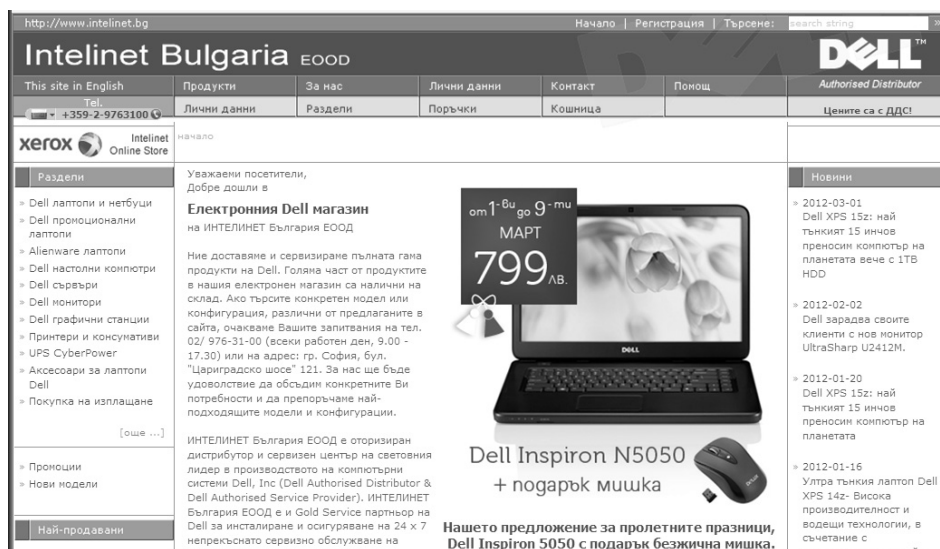 http://www.intelinet.bg
Начало | Регистрация | Търсене: search string »
Intelinet Bulgaria EOOD
DELL™
This site in English
Продукти
За нас
Лични данни
Контакт
Помощ
Authorised Distributor
Tel.
+359-2-9763100
Лични данни
Раздели
Поръчки
Кошница
Цените са с ДДС!
xerox
Intelinet
Online Store
начало
Раздели
» Dell лаптопи и нетбуци
» Dell промоционални
лаптопи
» Alienware лаптопи
» Dell настолни компютри
» Dell сървъри
» Dell монитори
» Dell графични станции
» Принтери и консумативи
» UPS CyberPower
» Аксесоари за лаптопи
Dell
» Покупка на изплащане
[още ...]
» Промоции
» Нови модели
Най-продавани
Уважаеми посетители,
Добре дошли в
Електронния Dell магазин
на ИНТЕЛИНЕТ България ЕООД
Ние доставяме и сервизираме пълната гама
продукти на Dell. Голяма част от продуктите
в нашия електронен магазин са налични на
склад. Ако търсите конкретен модел или
конфигурация, различни от предлаганите в
сайта, очакваме Вашите запитвания на тел.
02/ 976-31-00 (всеки работен ден, 9.00 -
17.30) или на адрес: гр. София, бул.
"Цариградско шосе" 121. За нас ще бъде
удоволствие да обсъдим конкретните Ви
потребности и да препоръчаме най-
подходящите модели и конфигурации.
ИНТЕЛИНЕТ България ЕООД е оторизиран
дистрибутор и сервизен център на световния
лидер в производството на компютърни
системи Dell, Inc (Dell Authorised Distributor &
Dell Authorised Service Provider). ИНТЕЛИНЕТ
България ЕООД е и Gold Service партньор на
Dell за инсталиране и осигуряване на 24 x 7
непрекъснато сервизно обслужване на
от 1-ви до 9-ти
МАРТ
799 лв.
DELL
Dell Inspiron N5050
+ подарък мишка
Нашето предложение за пролетните празници,
Dell Inspiron 5050 с подарък безжична мишка.
Новини
» 2012-03-01
Dell XPS 15z: най
тънкият 15 инчов
преносим компютър на
планетата вече с 1TB
HDD
» 2012-02-02
Dell зарадва своите
клиенти с нов монитор
UltraSharp U2412M.
» 2012-01-20
Dell XPS 15z: най
тънкият 15 инчов
преносим компютър на
планетата
» 2012-01-16
Ултра тънкия лаптоп Dell
XPS 14z- Висока
производителност и
водещи технологии, в
съчетание с